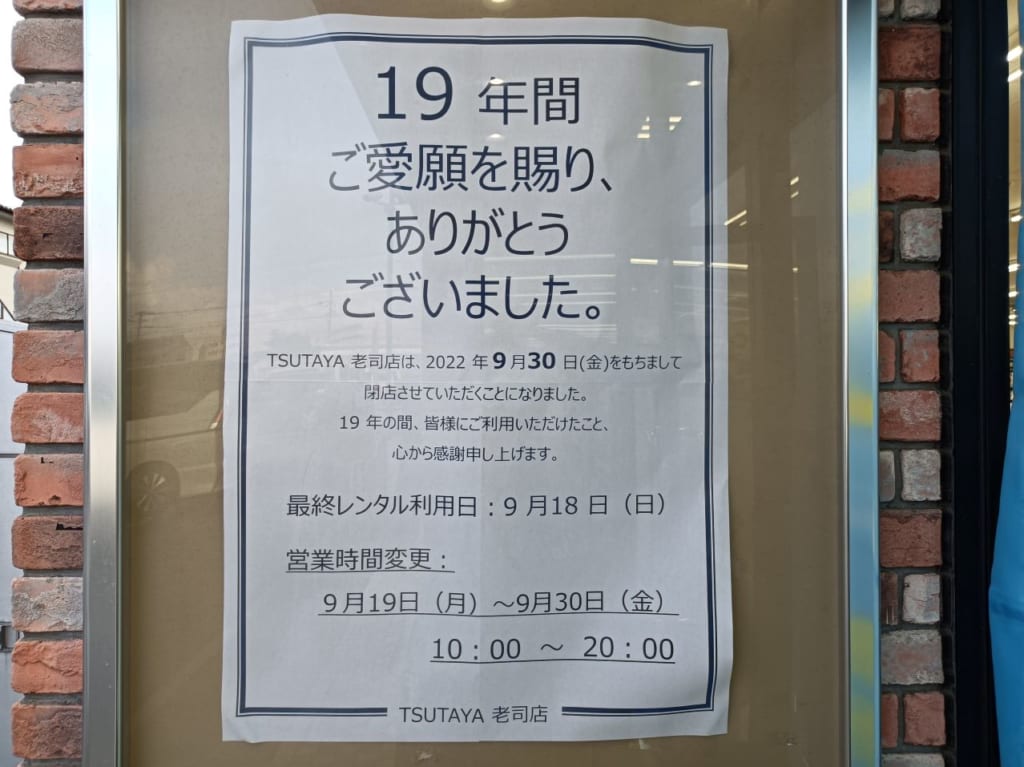 19 年間
ご愛願を賜り、
ありがとう
ございました。
TSUTAYA 老司店は、2022 年 9 月 30 日(金)をもちまして
閉店させていただくことになりました。
19 年の間、皆様にご利用いただけたこと、
心から感謝申し上げます。
最終レンタル利用日：9 月 18 日（日）
営業時間変更：
9月19日（月）～9月30日（金）
10：00 ～ 20：00
TSUTAYA 老司店